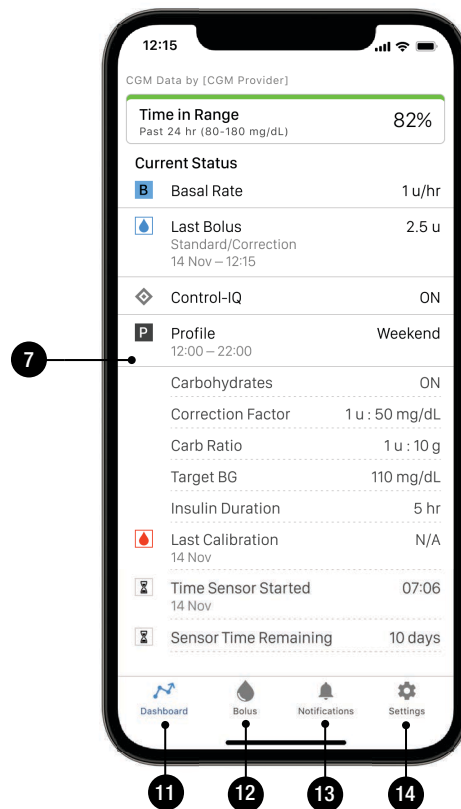 12:15
CGM Data by [CGM Provider]
Time in Range 82%
Past 24 hr (80-180 mg/dL)
Current Status
B Basal Rate 1 u/hr
Last Bolus 2.5 u
Standard/Correction
14 Nov – 12:15
Control-IQ ON
P Profile Weekend
12:00 – 22:00
7
Carbohydrates ON
Correction Factor 1 u : 50 mg/dL
Carb Ratio 1 u : 10 g
Target BG 110 mg/dL
Insulin Duration 5 hr
Last Calibration N/A
14 Nov
Time Sensor Started 07:06
14 Nov
Sensor Time Remaining 10 days
Dashboard Bolus Notifications Settings
11 12 13 14